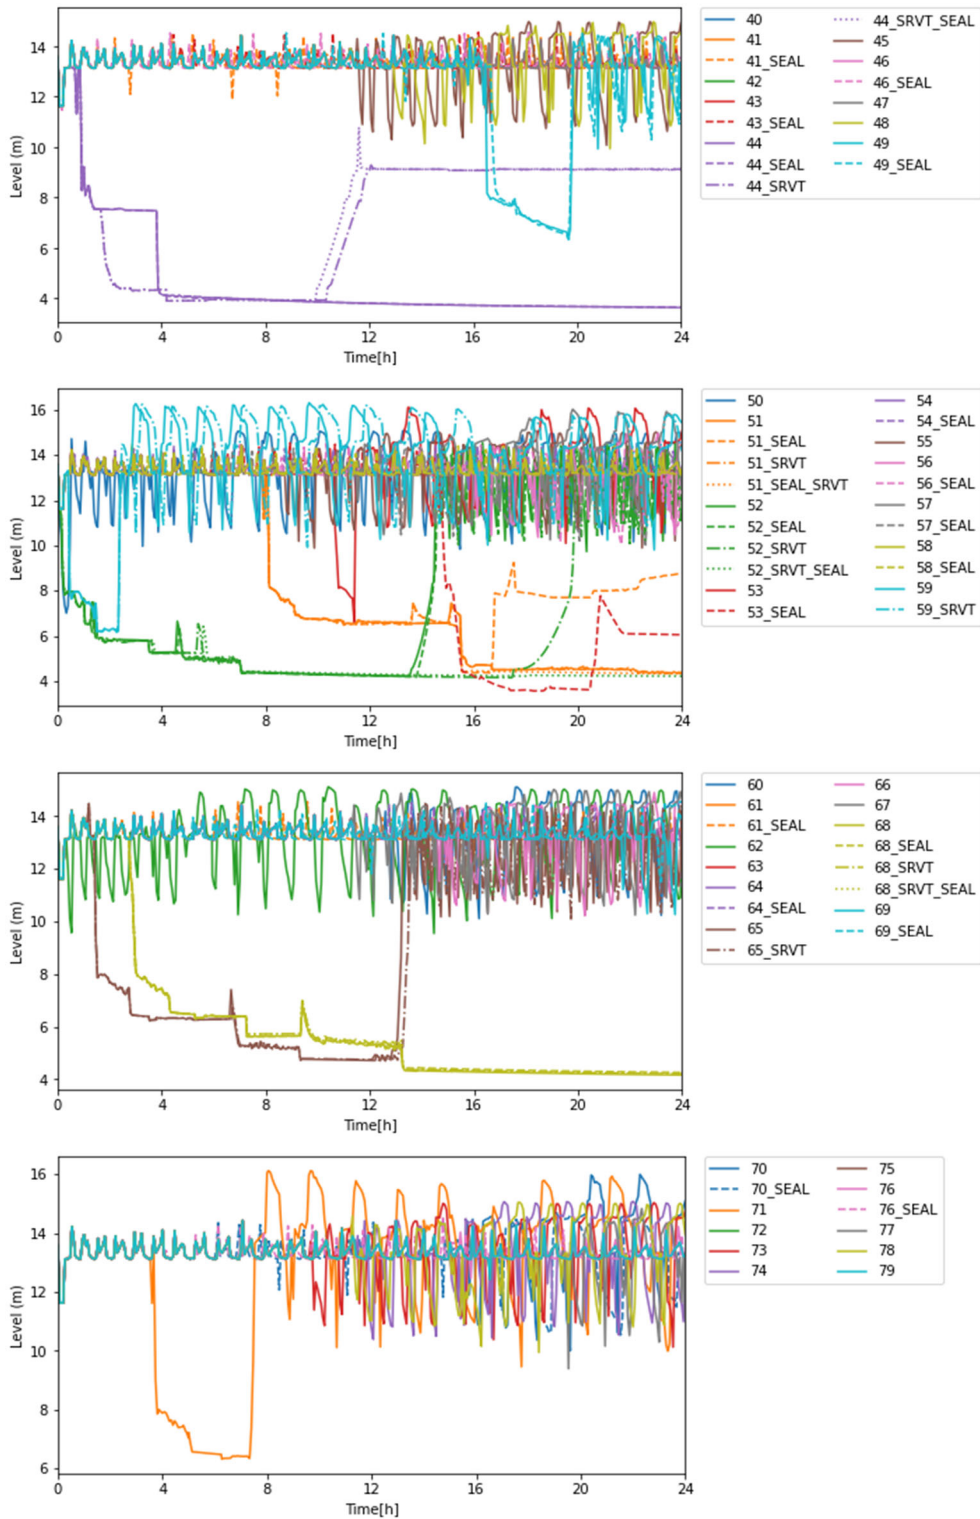 14
12
10
8
6
4
Level (m)
0 4 8 12 16 20 24
Time[h]
40
41
41_SEAL
42
43
43_SEAL
44
44_SEAL
44_SRVT
44_SRVT_SEAL
45
46
46_SEAL
47
48
49
49_SEAL
16
14
12
10
8
6
4
Level (m)
0 4 8 12 16 20 24
Time[h]
50
51
51_SEAL
51_SRVT
51_SEAL_SRVT
52
52_SEAL
52_SRVT
52_SRVT_SEAL
53
53_SEAL
54
54_SEAL
55
56
56_SEAL
57
57_SEAL
58
58_SEAL
59
59_SRVT
14
12
10
8
6
4
Level (m)
0 4 8 12 16 20 24
Time[h]
60
61
61_SEAL
62
63
64
64_SEAL
65
65_SRVT
66
67
68
68_SEAL
68_SRVT
68_SRVT_SEAL
69
69_SEAL
16
14
12
10
8
6
Level (m)
0 4 8 12 16 20 24
Time[h]
70
70_SEAL
71
72
73
74
75
76
76_SEAL
77
78
79